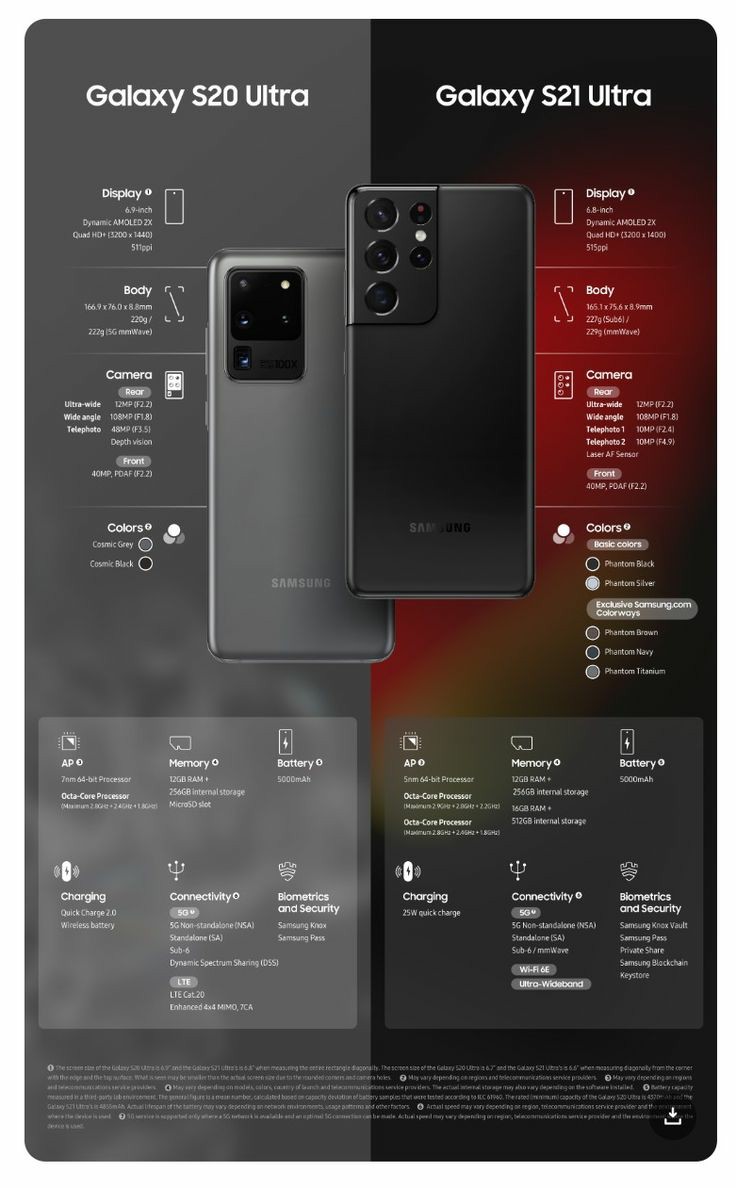 Galaxy S20 Ultra
Display 1
6.9-inch
Dynamic AMOLED 2X
Quad HD+ (3200 x 1440)
511ppi
Body
166.9 x 76.0 x 8.8mm
220g /
222g (5G mmWave)
Camera
Rear
Ultra-wide 12MP (F2.2)
Wide angle 108MP (F1.8)
Telephoto 48MP (F3.5)
Depth vision
Front
40MP, PDAF (F2.2)
Colors 2
Cosmic Grey
Cosmic Black
100X
SAMSUNG
SAMSUNG
Galaxy S21 Ultra
Display 1
6.8-inch
Dynamic AMOLED 2X
Quad HD+ (3200 x 1400)
515ppi
Body
165.1 x 75.6 x 8.9mm
227g (Sub6) /
229g (mmWave)
Camera
Rear
Ultra-wide 12MP (F2.2)
Wide angle 108MP (F1.8)
Telephoto 1 10MP (F2.4)
Telephoto 2 10MP (F4.9)
Laser AF Sensor
Front
40MP, PDAF (F2.2)
Colors 2
Basic colors
Phantom Black
Phantom Silver
Exclusive Samsung.com
Colorways
Phantom Brown
Phantom Navy
Phantom Titanium
AP 3
7nm 64-bit Processor
Octa-Core Processor
(Maximum 2.8GHz + 2.4GHz + 1.8GHz)
Memory 4
12GB RAM +
256GB internal storage
MicroSD slot
Battery 5
5000mAh
Charging
Quick Charge 2.0
Wireless battery
Connectivity 6
5G 7
5G Non-standalone (NSA)
Standalone (SA)
Sub-6
Dynamic Spectrum Sharing (DSS)
LTE
LTE Cat.20
Enhanced 4x4 MIMO, 7CA
Biometrics
and Security
Samsung Knox
Samsung Pass
AP 3
5nm 64-bit Processor
Octa-Core Processor
(Maximum 2.9GHz + 2.8GHz + 2.2GHz)
Octa-Core Processor
(Maximum 2.8GHz + 2.4GHz + 1.8GHz)
Memory 4
12GB RAM +
256GB internal storage
16GB RAM +
512GB internal storage
Battery 5
5000mAh
Charging
25W quick charge
Connectivity 6
5G 7
5G Non-standalone (NSA)
Standalone (SA)
Sub-6 / mmWave
Wi-Fi 6E
Ultra-Wideband
Biometrics
and Security
Samsung Knox Vault
Samsung Pass
Private Share
Samsung Blockchain
Keystore
1 The screen size of the Galaxy S20 Ultra is 6.9" and the Galaxy S21 Ultra's is 6.8" when measuring the entire rectangle diagonally. The screen size of the Galaxy S20 Ultra is 6.7" and the Galaxy S21 Ultra's is 6.6" when measuring diagonally from the corner
with the edge and the top surface. What is seen may be smaller than the actual screen size due to the rounded corners and camera holes. 2 May vary depending on regions and telecommunications service providers. 3 May vary depending on regions
and telecommunications service providers. 4 May vary depending on models, colors, country of launch and telecommunications service providers. The actual internal storage may also vary depending on the software installed. 5 Battery capacity
measured in a third-party lab environment. The general figure is a mean number, calculated based on capacity deviation of battery samples that were tested according to IEC 61960. The rated (minimum) capacity of the Galaxy S20 Ultra is 4370mAh and the
Galaxy S21 Ultra's is 4855mAh. Actual lifespan of the battery may vary depending on network environments, usage patterns and other factors. 6 Actual speed may vary depending on region, telecommunications service provider and the environment
where the device is used. 7 5G service is supported only where a 5G network is available and an optimal 5G connection can be made. Actual speed may vary depending on region, telecommunications service provider and the environment
device is used.